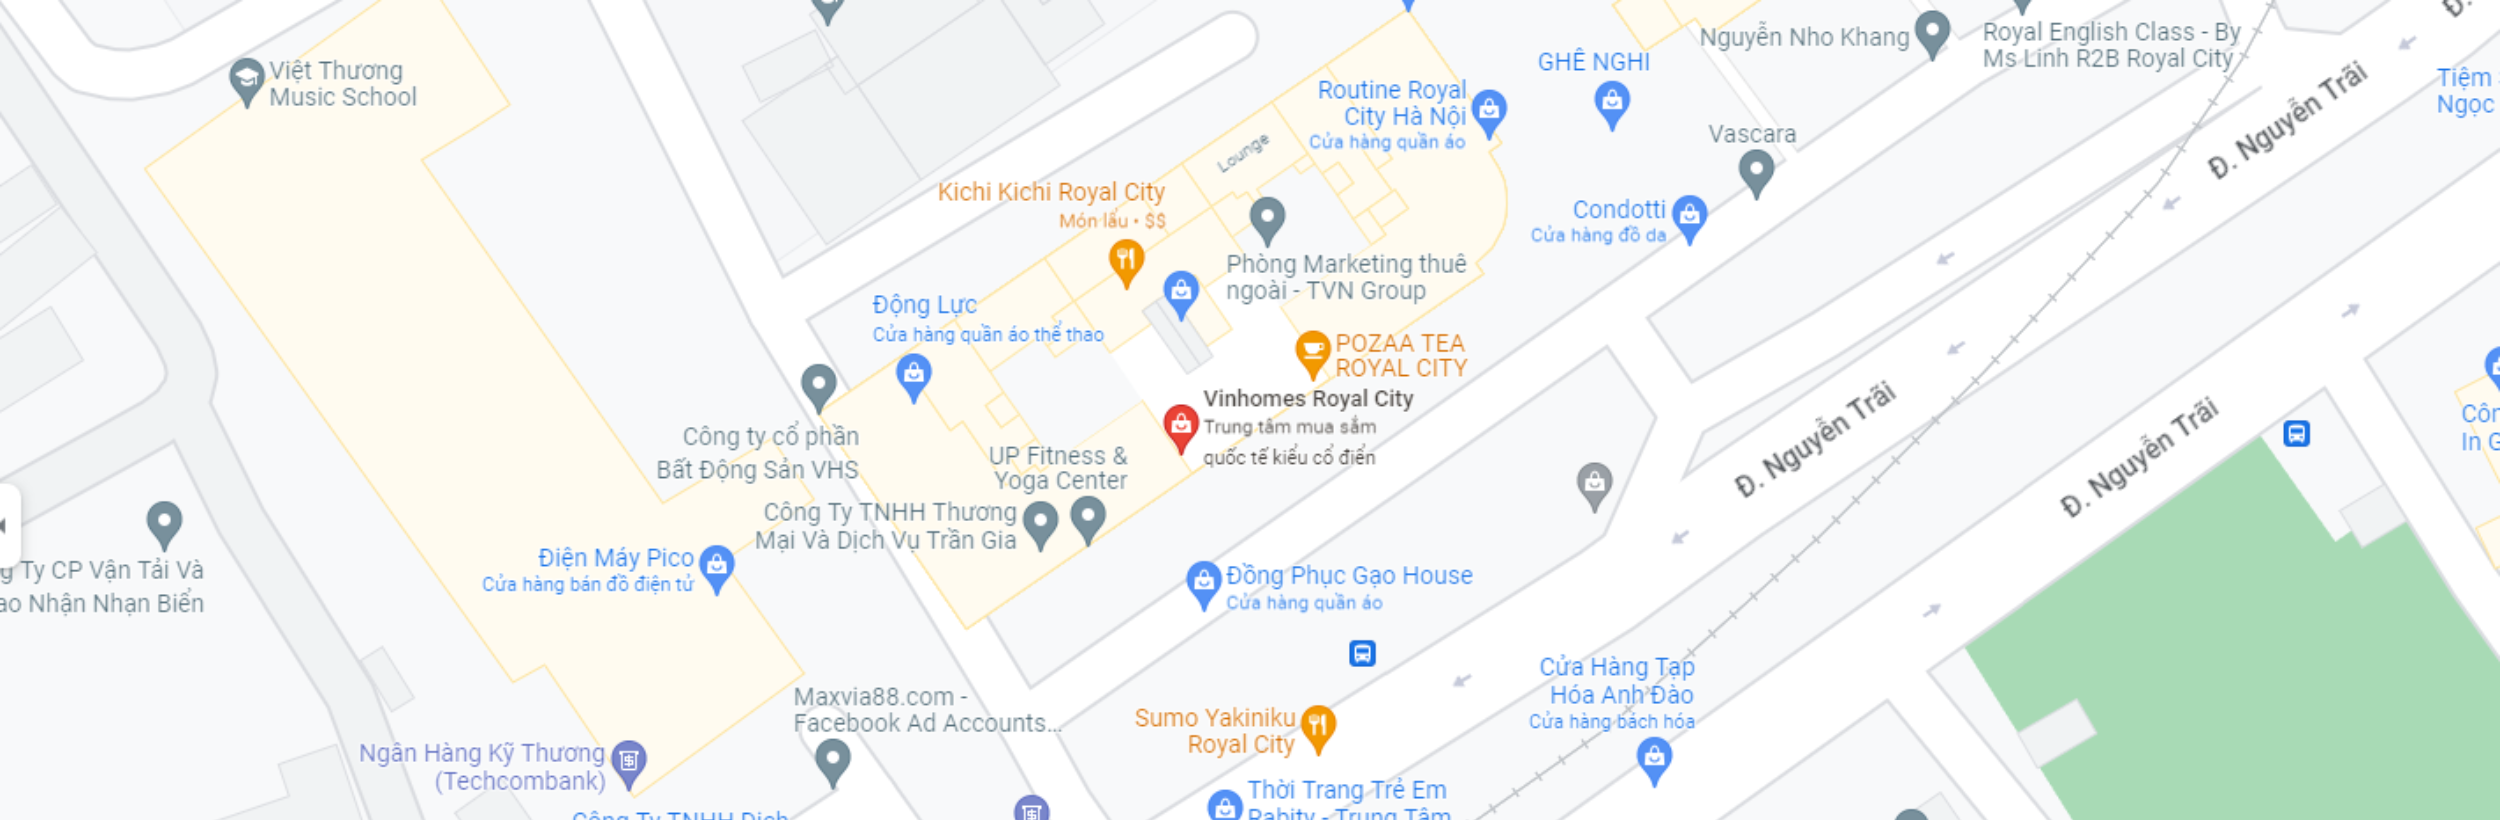 Việt Thương
Music School
Nguyễn Nho Khang
Royal English Class - By
Ms Linh R2B Royal City
GHÊ NGHI
Routine Royal
City Hà Nội
Cửa hàng quần áo
Tiệm
Ngọc
Đ. Nguyễn Trãi
Vascara
Lounge
Kichi Kichi Royal City
Món lẩu • $$
Condotti
Cửa hàng đồ da
Phòng Marketing thuê
ngoài - TVN Group
Động Lực
Cửa hàng quần áo thể thao
POZAA TEA
ROYAL CITY
Vinhomes Royal City
Trung tâm mua sắm
quốc tế kiểu cổ điển
Đ. Nguyễn Trãi
Đ. Nguyễn Trãi
In G
Công ty cổ phần
Bất Động Sản VHS
UP Fitness &
Yoga Center
Công Ty TNHH Thương
Mại Và Dịch Vụ Trần Gia
Điện Máy Pico
Cửa hàng bán đồ điện tử
Ty CP Vận Tải Và
Nhận Nhạn Biển
Đồng Phục Gạo House
Cửa hàng quần áo
Cửa Hàng Tạp
Hóa Anh Đào
Cửa hàng bách hóa
Maxvia88.com -
Facebook Ad Accounts...
Sumo Yakiniku
Royal City
Ngân Hàng Kỹ Thương
(Techcombank)
Thời Trang Trẻ Em
Rabity - Trung Tâm
Công Ty TNHH Dịch